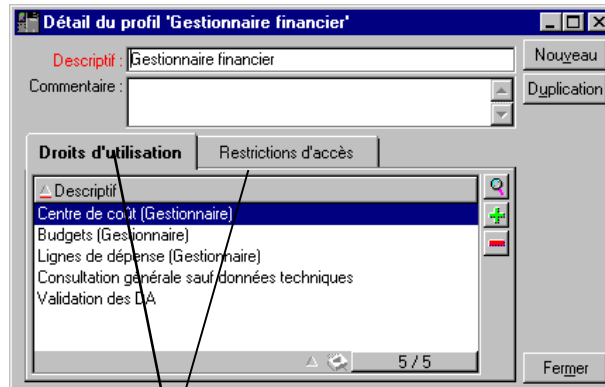 Détail du profil 'Gestionnaire financier'
Descriptif : Gestionnaire financier
Nouveau
Commentaire :
Duplication
Droits d'utilisation
Restrictions d'accès
Descriptif
Centre de coût (Gestionnaire)
Budgets (Gestionnaire)
Lignes de dépense (Gestionnaire)
Consultation générale sauf données techniques
Validation des DA
5 / 5
Fermer